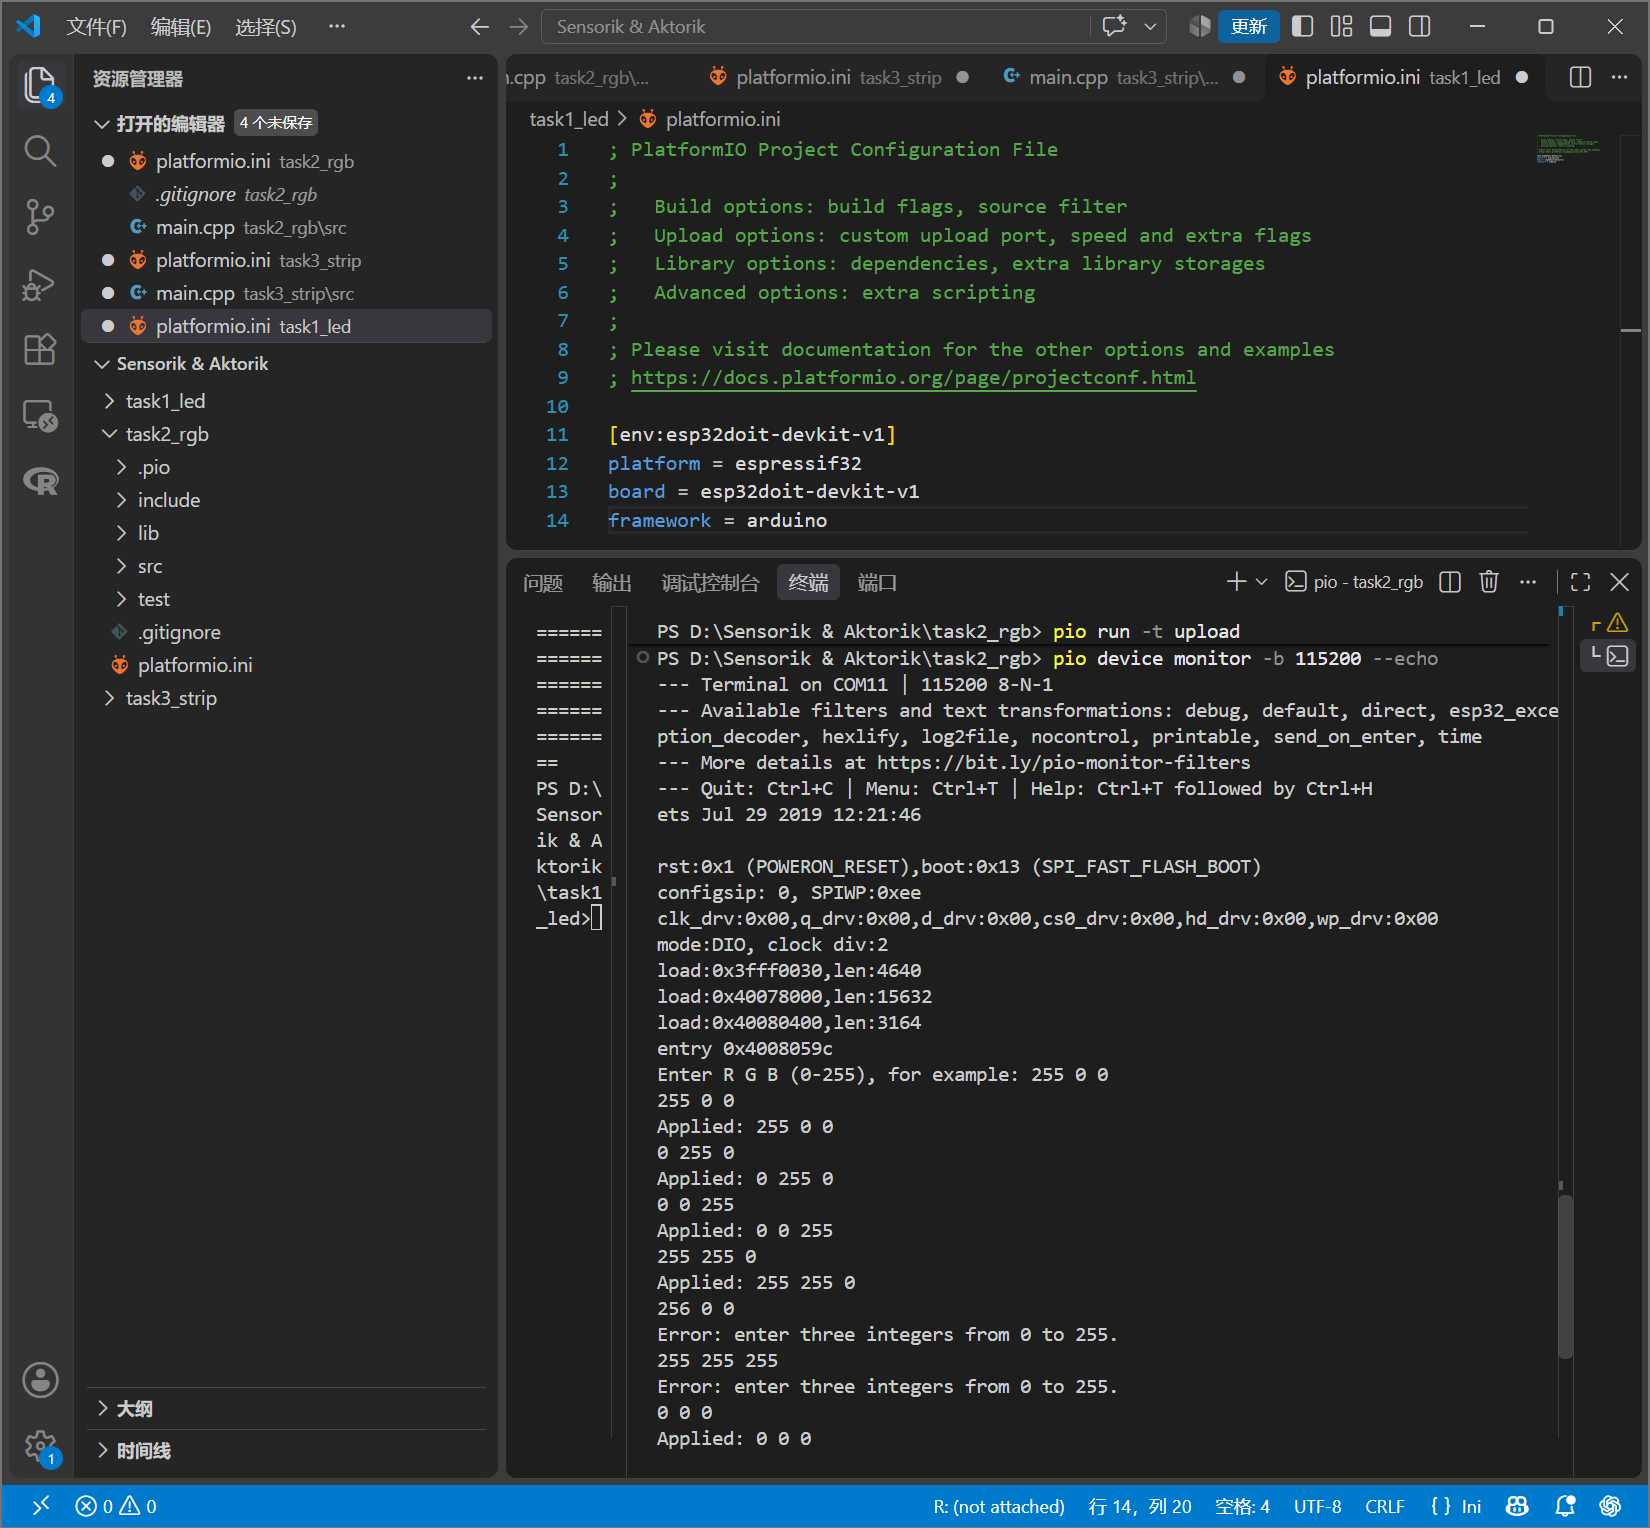 文件(F) 编辑(E) 选择(S) ··· Sensorik & Aktorik 更新
资源管理器
打开的编辑器 4 个未保存
platformio.ini task2_rgb
.gitignore task2_rgb
main.cpp task2_rgb\src
platformio.ini task3_strip
main.cpp task3_strip\src
platformio.ini task1_led
Sensorik & Aktorik
task1_led
task2_rgb
.pio
include
lib
src
test
.gitignore
platformio.ini
task3_strip
大纲
时间线
4
1
.cpp task2_rgb\... platformio.ini task3_strip main.cpp task3_strip\... platformio.ini task1_led
task1_led > platformio.ini
1 ; PlatformIO Project Configuration File
2 ;
3 ;   Build options: build flags, source filter
4 ;   Upload options: custom upload port, speed and extra flags
5 ;   Library options: dependencies, extra library storages
6 ;   Advanced options: extra scripting
7 ;
8 ; Please visit documentation for the other options and examples
9 ; https://docs.platformio.org/page/projectconf.html
10
11 [env:esp32doit-devkit-v1]
12 platform = espressif32
13 board = esp32doit-devkit-v1
14 framework = arduino
问题 输出 调试控制台 终端 端口 pio - task2_rgb
======
======
======
======
======
==
PS D:\
Sensor
ik & A
ktorik
\task1
_led>
PS D:\Sensorik & Aktorik\task2_rgb> pio run -t upload
PS D:\Sensorik & Aktorik\task2_rgb> pio device monitor -b 115200 --echo
--- Terminal on COM11 | 115200 8-N-1
--- Available filters and text transformations: debug, default, direct, esp32_exce
ption_decoder, hexlify, log2file, nocontrol, printable, send_on_enter, time
--- More details at https://bit.ly/pio-monitor-filters
--- Quit: Ctrl+C | Menu: Ctrl+T | Help: Ctrl+T followed by Ctrl+H
ets Jul 29 2019 12:21:46
rst:0x1 (POWERON_RESET),boot:0x13 (SPI_FAST_FLASH_BOOT)
configsip: 0, SPIWP:0xee
clk_drv:0x00,q_drv:0x00,d_drv:0x00,cs0_drv:0x00,hd_drv:0x00,wp_drv:0x00
mode:DIO, clock div:2
load:0x3fff0030,len:4640
load:0x40078000,len:15632
load:0x40080400,len:3164
entry 0x4008059c
Enter R G B (0-255), for example: 255 0 0
255 0 0
Applied: 255 0 0
0 255 0
Applied: 0 255 0
0 0 255
Applied: 0 0 255
255 255 0
Applied: 255 255 0
256 0 0
Error: enter three integers from 0 to 255.
255 255 255
Error: enter three integers from 0 to 255.
0 0 0
Applied: 0 0 0
0 0 R: (not attached) 行 14, 列 20 空格: 4 UTF-8 CRLF { } Ini